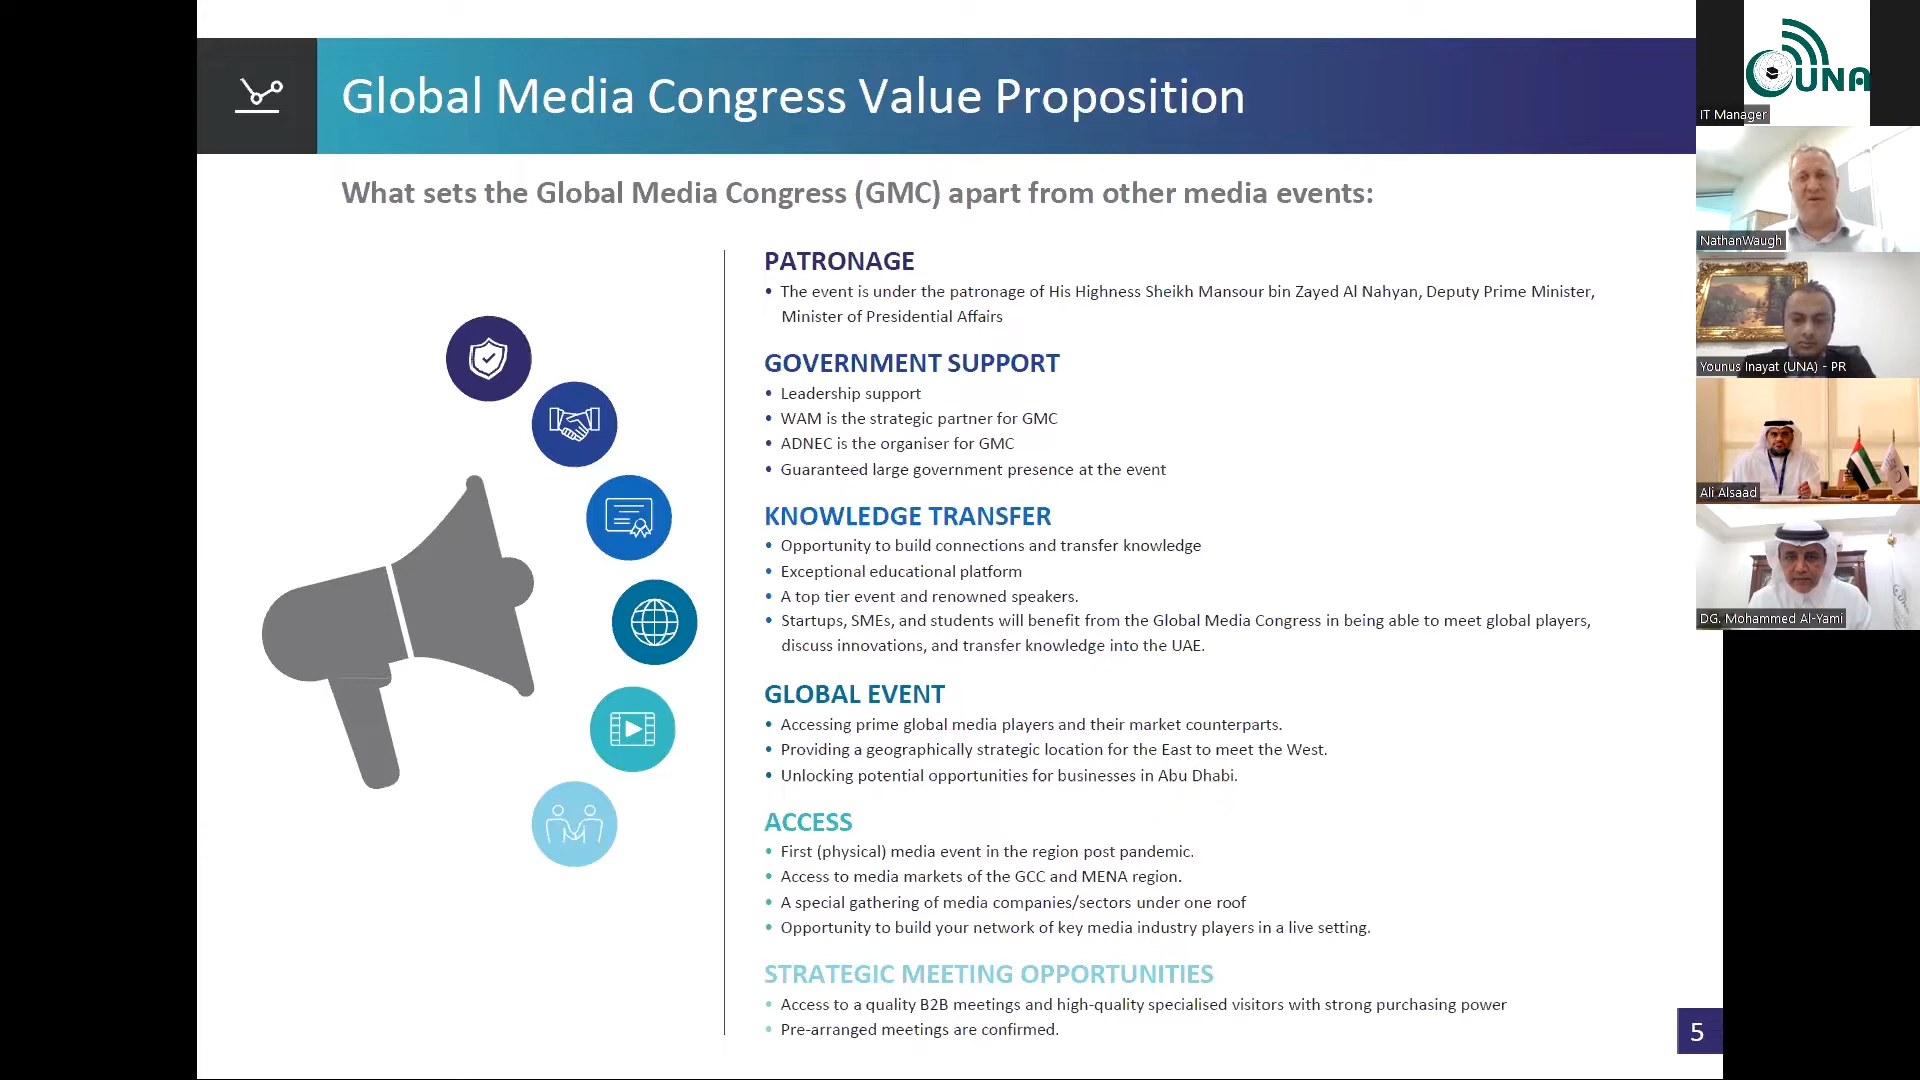 Global Media Congress Value Proposition
What sets the Global Media Congress (GMC) apart from other media events:
PATRONAGE
• The event is under the patronage of His Highness Sheikh Mansour bin Zayed Al Nahyan, Deputy Prime Minister,
Minister of Presidential Affairs
GOVERNMENT SUPPORT
• Leadership support
• WAM is the strategic partner for GMC
• ADNEC is the organiser for GMC
• Guaranteed large government presence at the event
KNOWLEDGE TRANSFER
• Opportunity to build connections and transfer knowledge
• Exceptional educational platform
• A top tier event and renowned speakers.
• Startups, SMEs, and students will benefit from the Global Media Congress in being able to meet global players,
discuss innovations, and transfer knowledge into the UAE.
GLOBAL EVENT
• Accessing prime global media players and their market counterparts.
• Providing a geographically strategic location for the East to meet the West.
• Unlocking potential opportunities for businesses in Abu Dhabi.
ACCESS
• First (physical) media event in the region post pandemic.
• Access to media markets of the GCC and MENA region.
• A special gathering of media companies/sectors under one roof
• Opportunity to build your network of key media industry players in a live setting.
STRATEGIC MEETING OPPORTUNITIES
• Access to a quality B2B meetings and high-quality specialised visitors with strong purchasing power
• Pre-arranged meetings are confirmed.
5
UNA
IT Manager
NathanWaugh
Younus Inayat (UNA) - PR
Ali Alsaad
DG. Mohammed Al-Yami